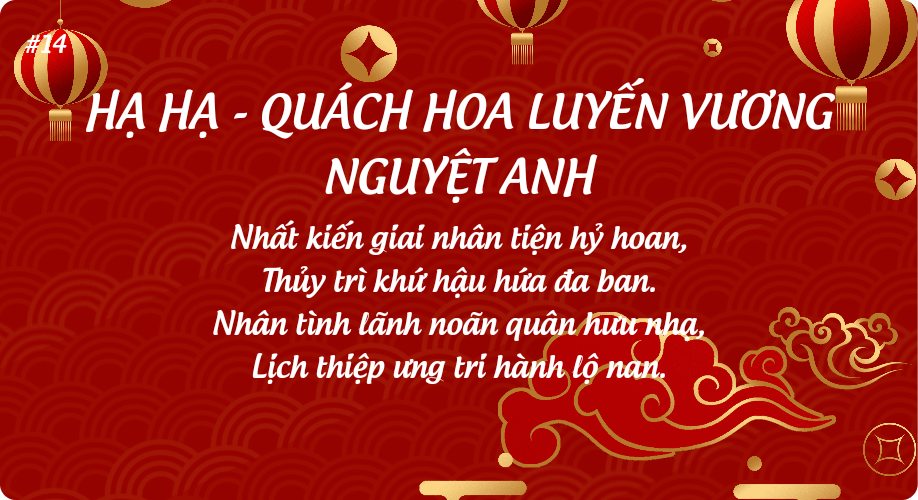 #14
HẠ HẠ - QUÁCH HOA LUYẾN VƯƠNG
NGUYỆT ANH
Nhất kiến giai nhân tiện hỷ hoan,
Thủy trì khứ hậu hứa đa ban.
Nhân tình lãnh noãn quân hưu nhạ,
Lịch thiệp ưng tri hành lộ nan.